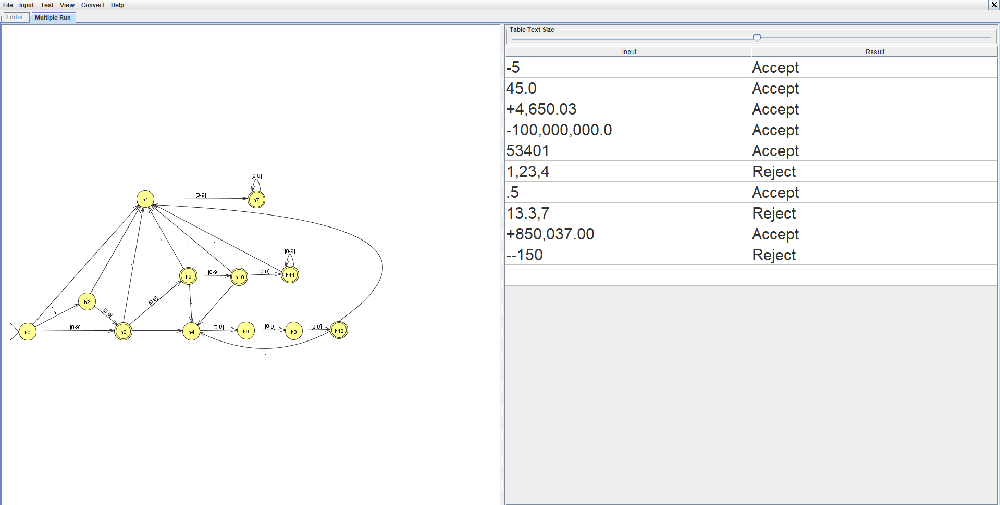 File Input Test View Convert Help
Editor Multiple Run
Table Text Size
Input Result
-5 Accept
45.0 Accept
+4,650.03 Accept
-100,000,000.0 Accept
53401 Accept
1,23,4 Reject
.5 Accept
13.3,7 Reject
+850,037.00 Accept
--150 Reject
[0-9]
h1 [0-9] h7
[0-9]
h9 [0-9] h10 [0-9] h11
h2 [0-9] [0-9]
- +
h0 [0-9] h8 , h4 [0-9] h6 [0-9] h3 [0-9] h12